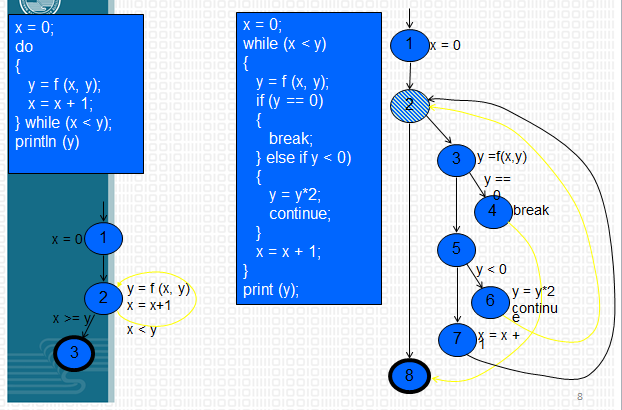 x = 0;
do
{
y = f (x, y);
x = x + 1;
} while (x < y);
println (y)
x = 0;
while (x < y)
{
y = f (x, y);
if (y == 0)
{
break;
} else if y < 0)
{
y = y*2;
continue;
}
x = x + 1;
}
print (y);
x = 0
1
2
y = f (x, y)
x = x+1
x >= y
x < y
3
1
x = 0
2
3
y =f(x,y)
y ==
0
4
break
5
y < 0
6
y = y*2
continu
e
7
x = x +
1
8
8